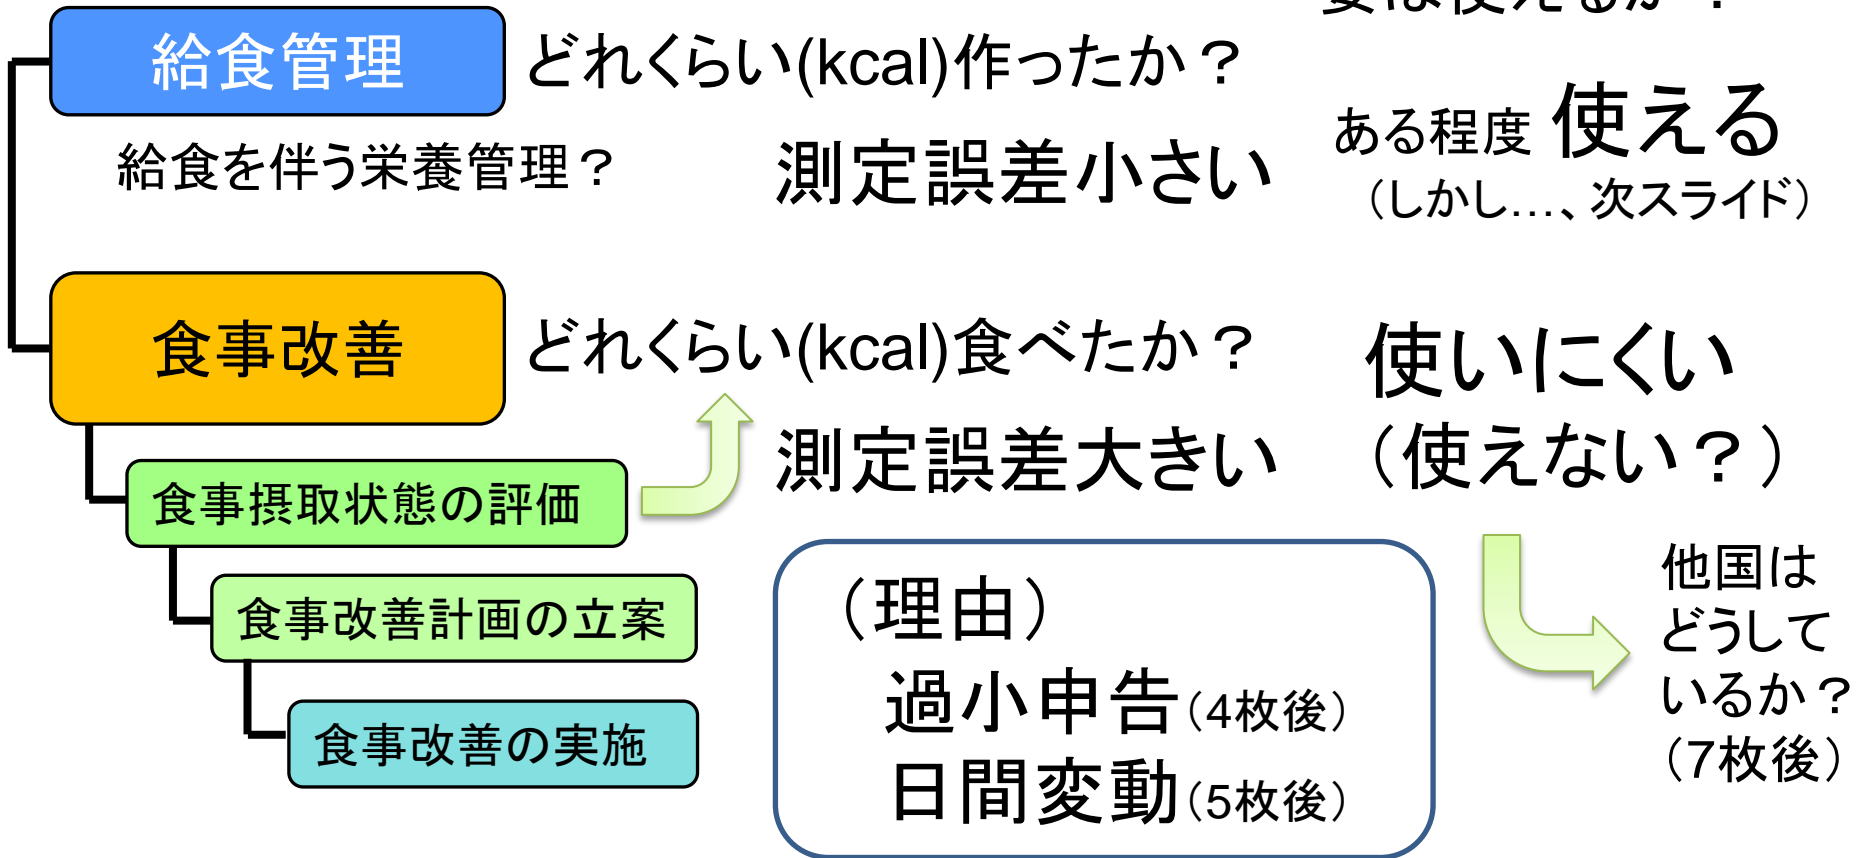 要は使えるか？
給食管理
どれくらい(kcal)作ったか？
給食を伴う栄養管理？
測定誤差小さい
ある程度 使える
（しかし…、次スライド）
食事改善
どれくらい(kcal)食べたか？
測定誤差大きい
使いにくい
（使えない？）
食事摂取状態の評価
食事改善計画の立案
食事改善の実施
（理由）
過小申告（4枚後）
日間変動（5枚後）
他国は
どうして
いるか？
（7枚後）